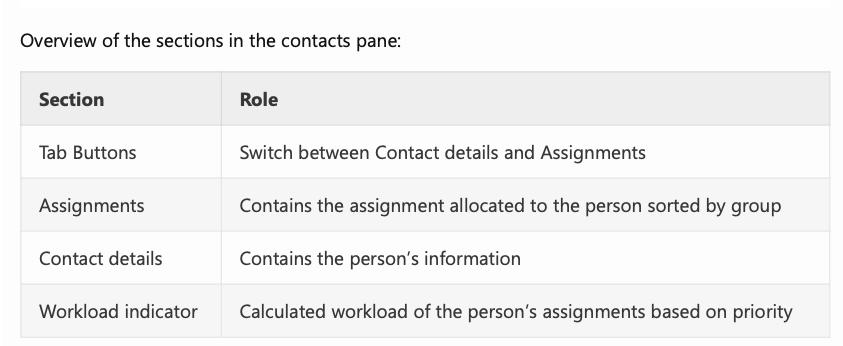 Overview of the sections in the contacts pane:
Section Role
Tab Buttons Switch between Contact details and Assignments
Assignments Contains the assignment allocated to the person sorted by group
Contact details Contains the person’s information
Workload indicator Calculated workload of the person’s assignments based on priority